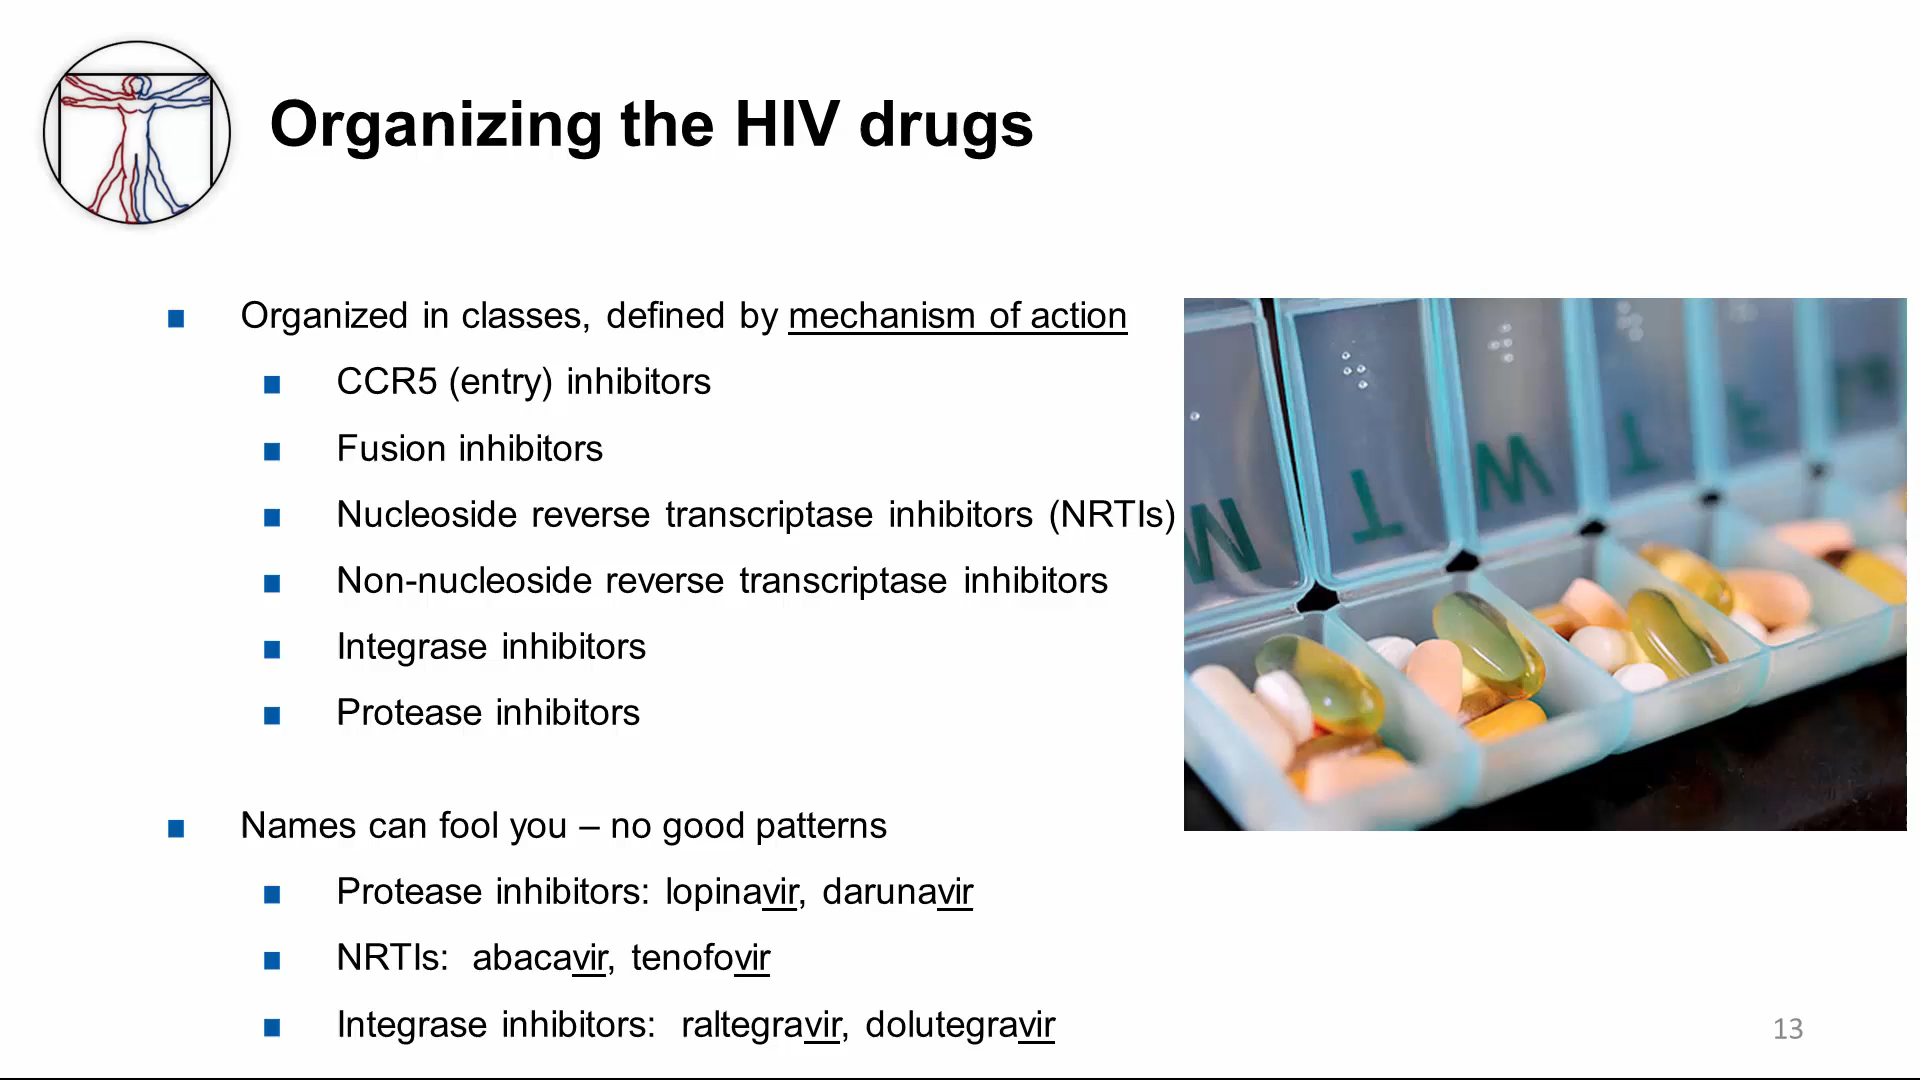 Organizing the HIV drugs
Organized in classes, defined by mechanism of action
CCR5 (entry) inhibitors
Fusion inhibitors
Nucleoside reverse transcriptase inhibitors (NRTIs)
Non-nucleoside reverse transcriptase inhibitors
Integrase inhibitors
Protease inhibitors
M T W T F
Names can fool you – no good patterns
Protease inhibitors: lopinavir, darunavir
NRTIs: abacavir, tenofovir
Integrase inhibitors: raltegravir, dolutegravir
13